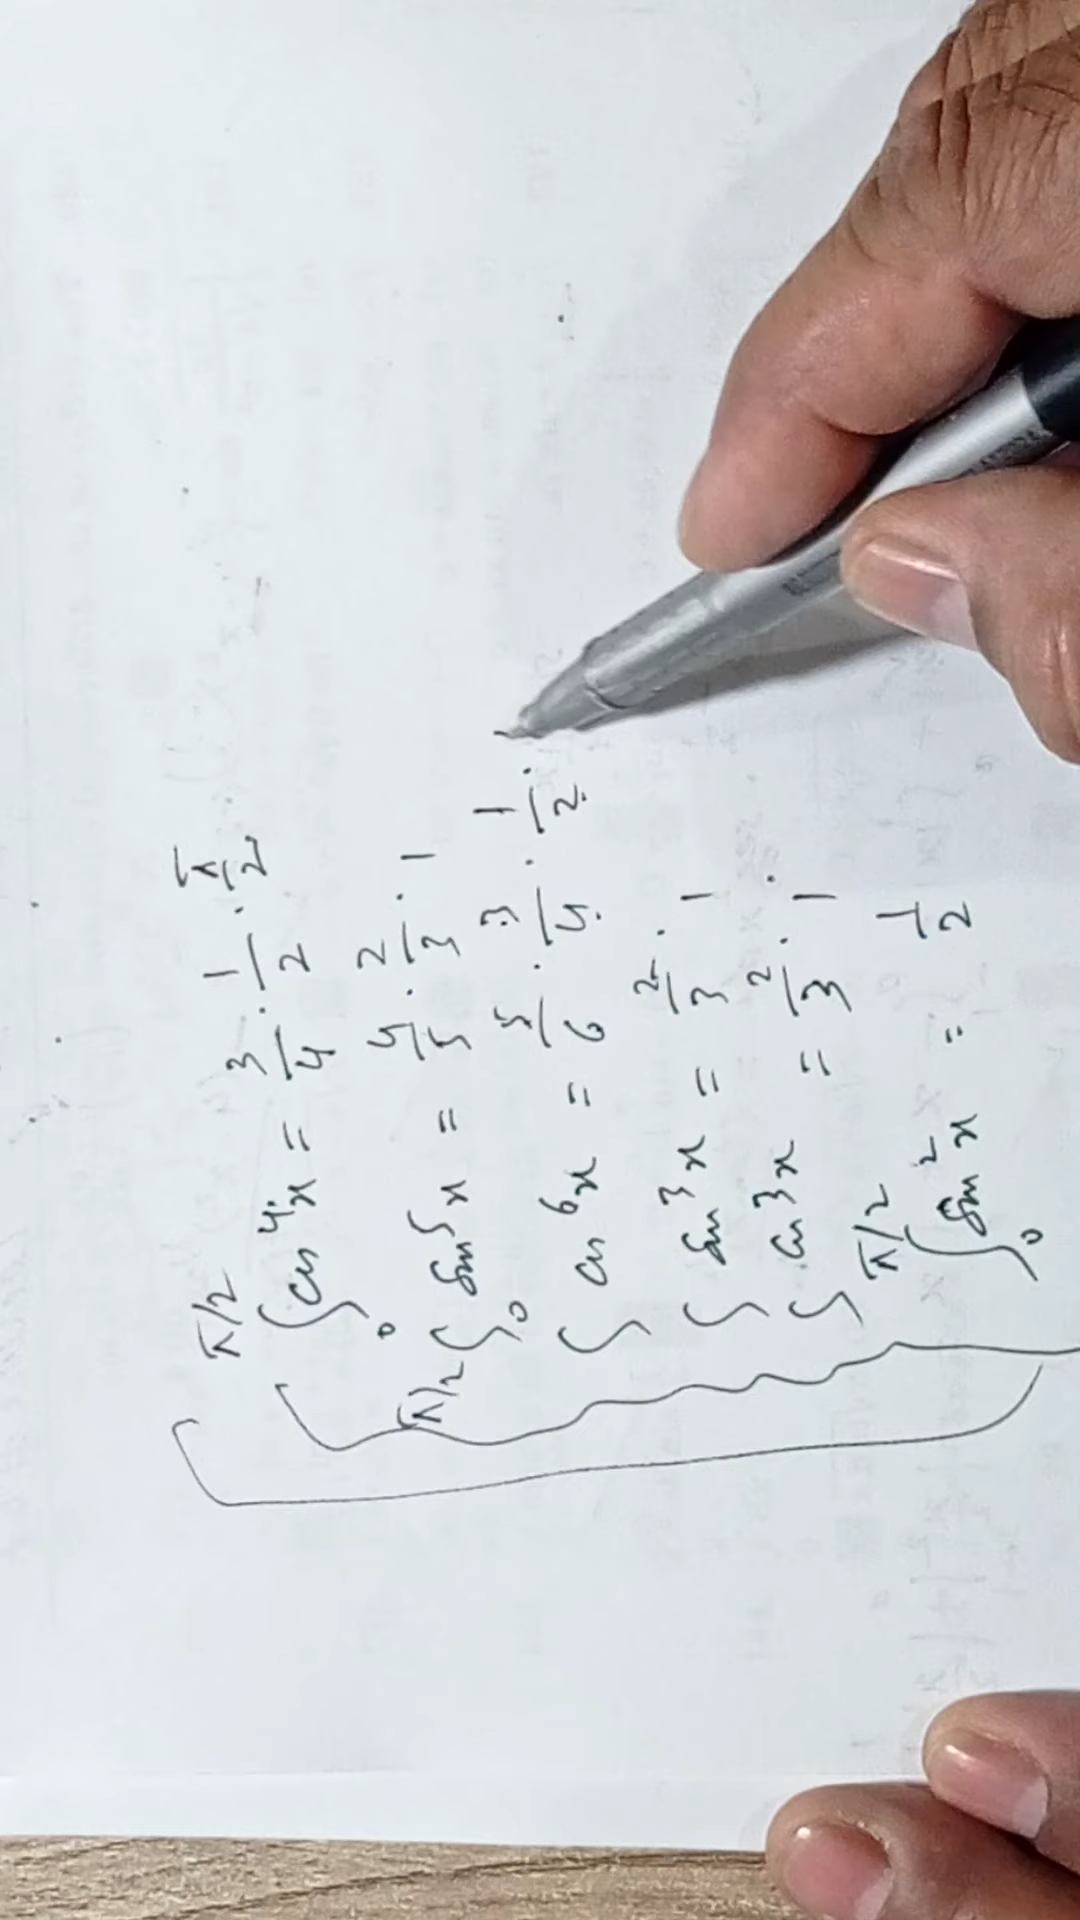 ∫₀^π/2 cos⁴x = 3/4 · 1/2 · π/2
∫₀^π/2 sin⁵x = 4/5 · 2/3 · 1
∫ cos⁶x = 5/6 · 3/4 · 1/2 ·
∫ sin³x = 2/3 · 1
∫ cos³x = 2/3 · 1
∫₀^π/2 sin²x = 1/2